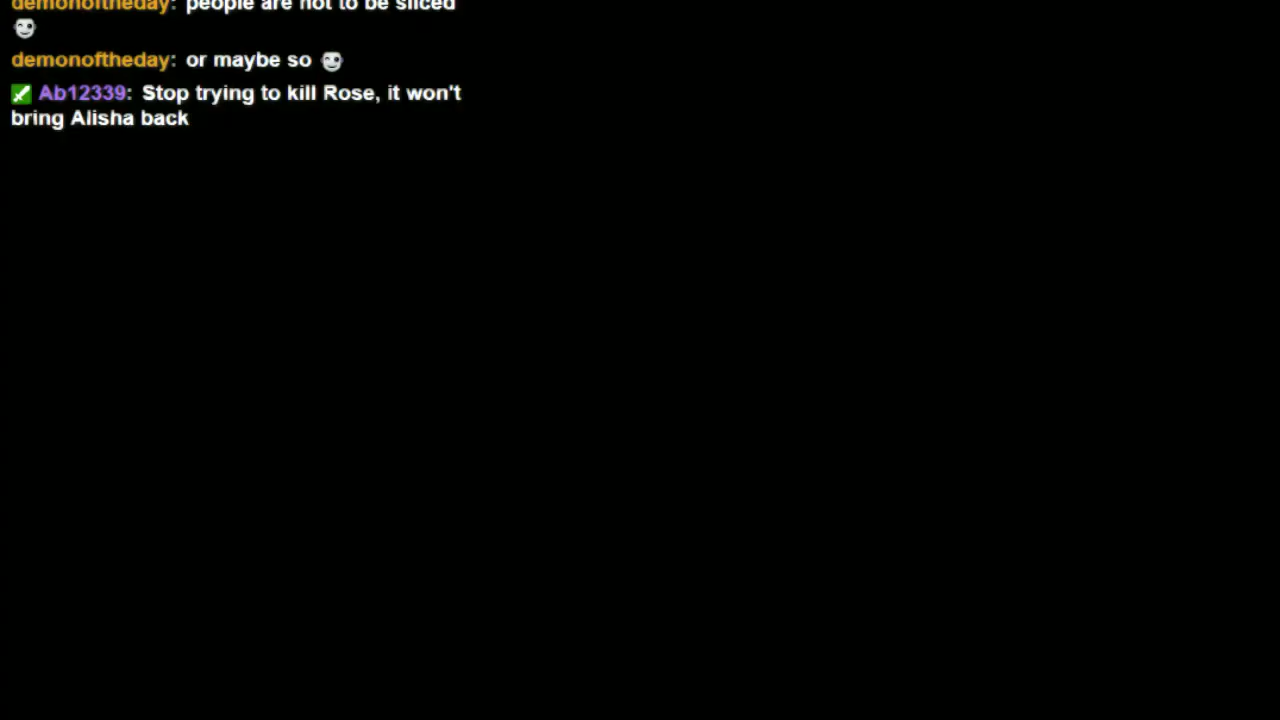 demonoftheday: people are not to be sliced
demonoftheday: or maybe so
Ab12339: Stop trying to kill Rose, it won't
bring Alisha back